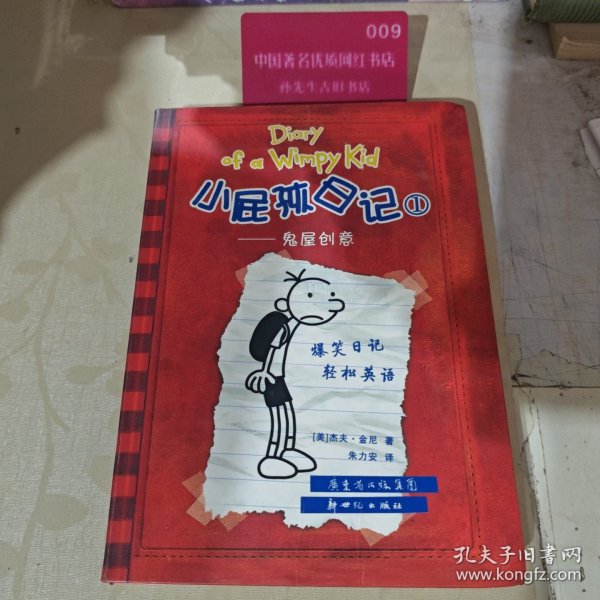 009
中国著名优质网红书店
孙先生古旧书店
Diary
of a Wimpy Kid
小屁孩日记①
——鬼屋创意
爆笑日记
轻松英语
[美]杰夫·金尼 著
朱力安 译
广东省出版集团
新世纪出版社
孔夫子旧书网
www.kongfz.com